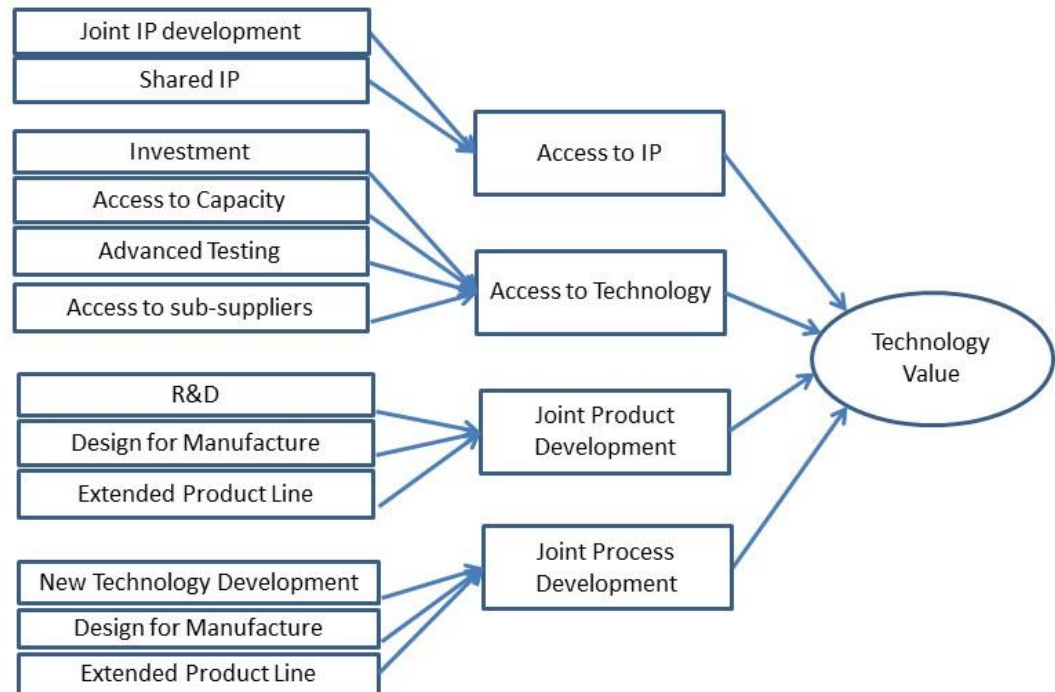 Joint IP development
Shared IP
Investment
Access to Capacity
Advanced Testing
Access to sub-suppliers
R&D
Design for Manufacture
Extended Product Line
New Technology Development
Design for Manufacture
Extended Product Line
Access to IP
Access to Technology
Joint Product
Development
Joint Process
Development
Technology
Value